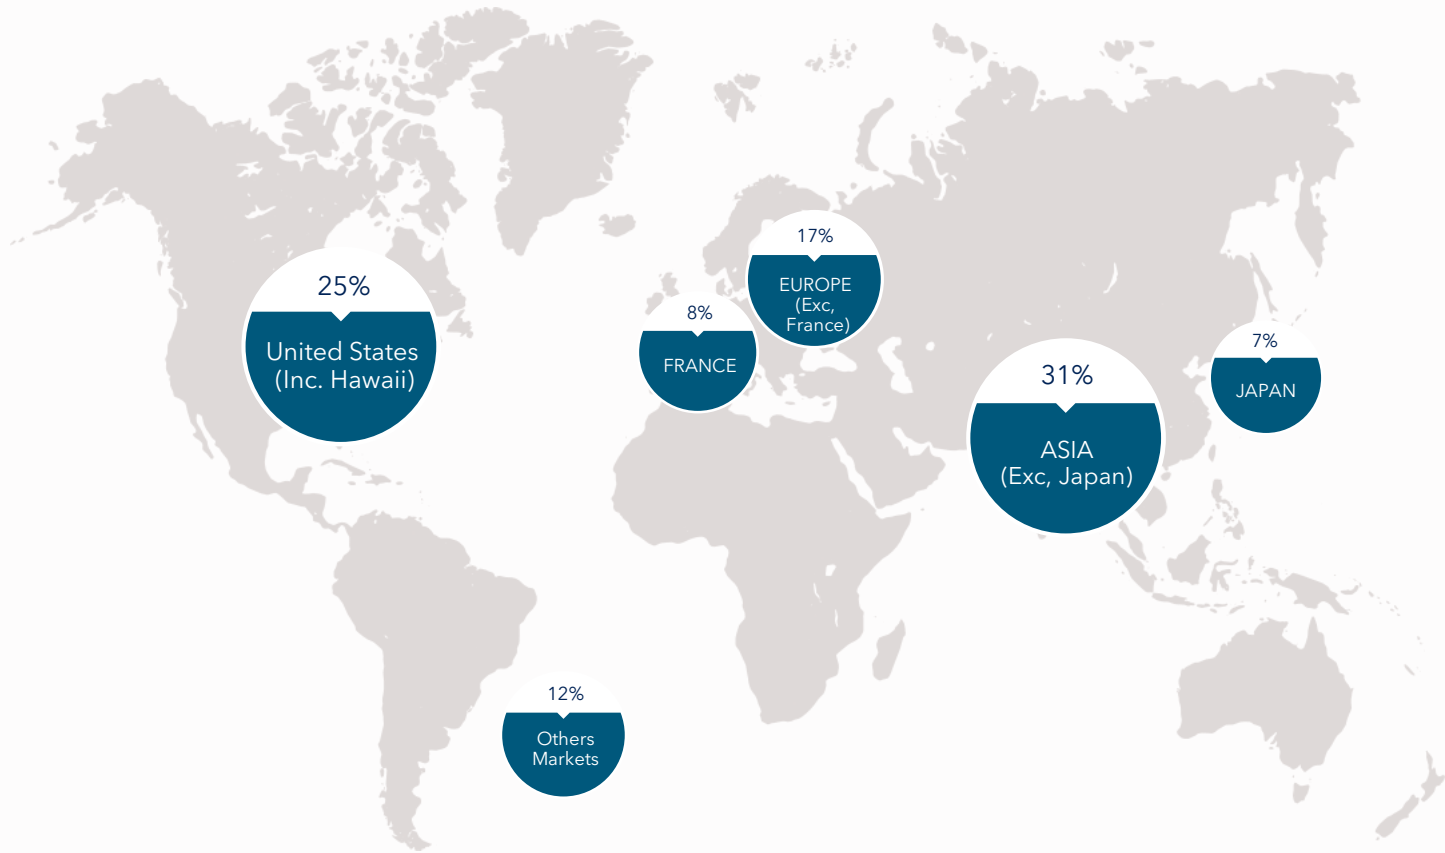 17%
EUROPE
(Exc,
France)
25%
United States
(Inc. Hawaii)
8%
FRANCE
7%
JAPAN
31%
ASIA
(Exc, Japan)
12%
Others
Markets